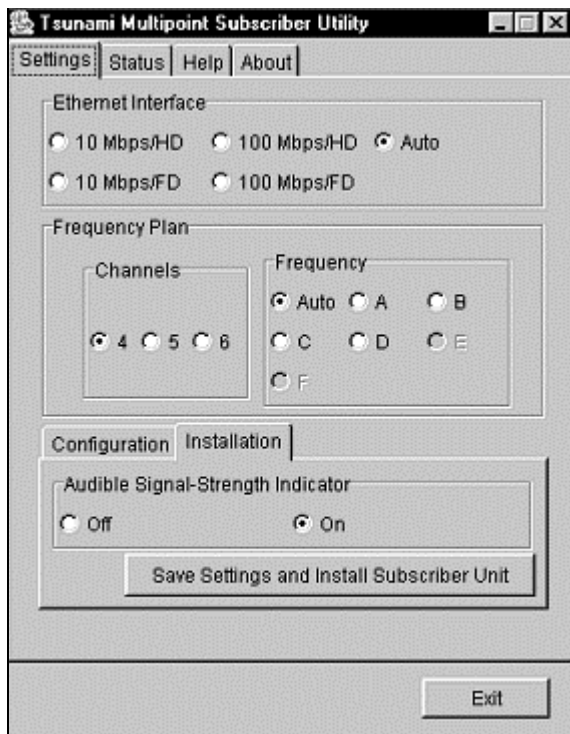 Tsunami Multipoint Subscriber Utility
Settings Status Help About
Ethernet Interface
10 Mbps/HD 100 Mbps/HD Auto
10 Mbps/FD 100 Mbps/FD
Frequency Plan
Channels
4 5 6
Frequency
Auto A B
C D E
F
Configuration Installation
Audible Signal-Strength Indicator
Off On
Save Settings and Install Subscriber Unit
Exit